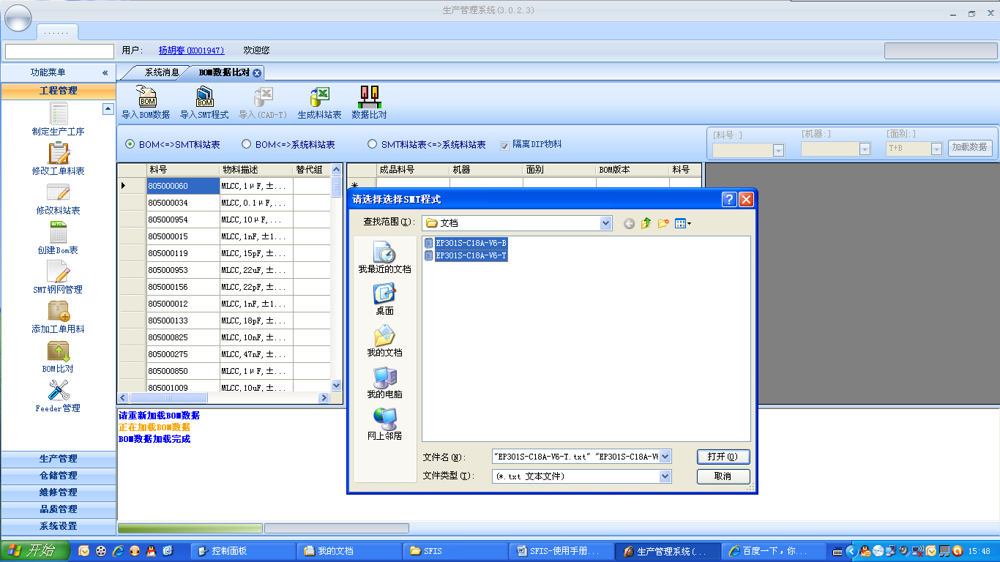 生产管理系统(3.0.2.3)
......
用户: 杨胡春(K001947) 欢迎您
功能菜单 «
系统消息 BOM数据比对
工程管理
制定生产工序
修改工单料表
修改料站表
创建Bom表
SMT钢网管理
添加工单用料
BOM比对
Feeder管理
生产管理
仓储管理
维修管理
品质管理
系统设置
导入BOM数据 导入SMT程式 导入(CAD-T) 生成料站表 数据比对
BOM<=>SMT料站表 BOM<=>系统料站表 SMT料站表<=>系统料站表 隔离DIP物料
[料号:] [机器:] [面别:]
T+B 加载数据
料号 物料描述 替代组
805000060 MLCC,1μF,±...
805000034 MLCC,0.1μF,...
805000954 MLCC,10μF,...
805000015 MLCC,1nF,±1...
805000119 MLCC,15pF,±...
805000953 MLCC,22uF,±...
805000156 MLCC,22pF,±...
805000012 MLCC,1nF,±1...
805000133 MLCC,18pF,±...
805000825 MLCC,10nF,±...
805000275 MLCC,47nF,±...
805000850 MLCC,1μF,±...
805001009 MLCC,10uF,±...
成品料号 机器 面别 BOM版本 料号
请选择选择SMT程式
查找范围(I): 文档
我最近的文档
桌面
我的文档
我的电脑
网上邻居
EP301S-C18A-V6-B
EP301S-C18A-V6-T
文件名(N): "EP301S-C18A-V6-T.txt" "EP301S-C18A-V6 打开(O)
文件类型(T): (*.txt 文本文件) 取消
请重新加载BOM数据
正在加载BOM数据
BOM数据加载完成
开始 控制面板 我的文档 SFIS SFIS-使用手册... 生产管理系统(... 百度一下，你... 15:48